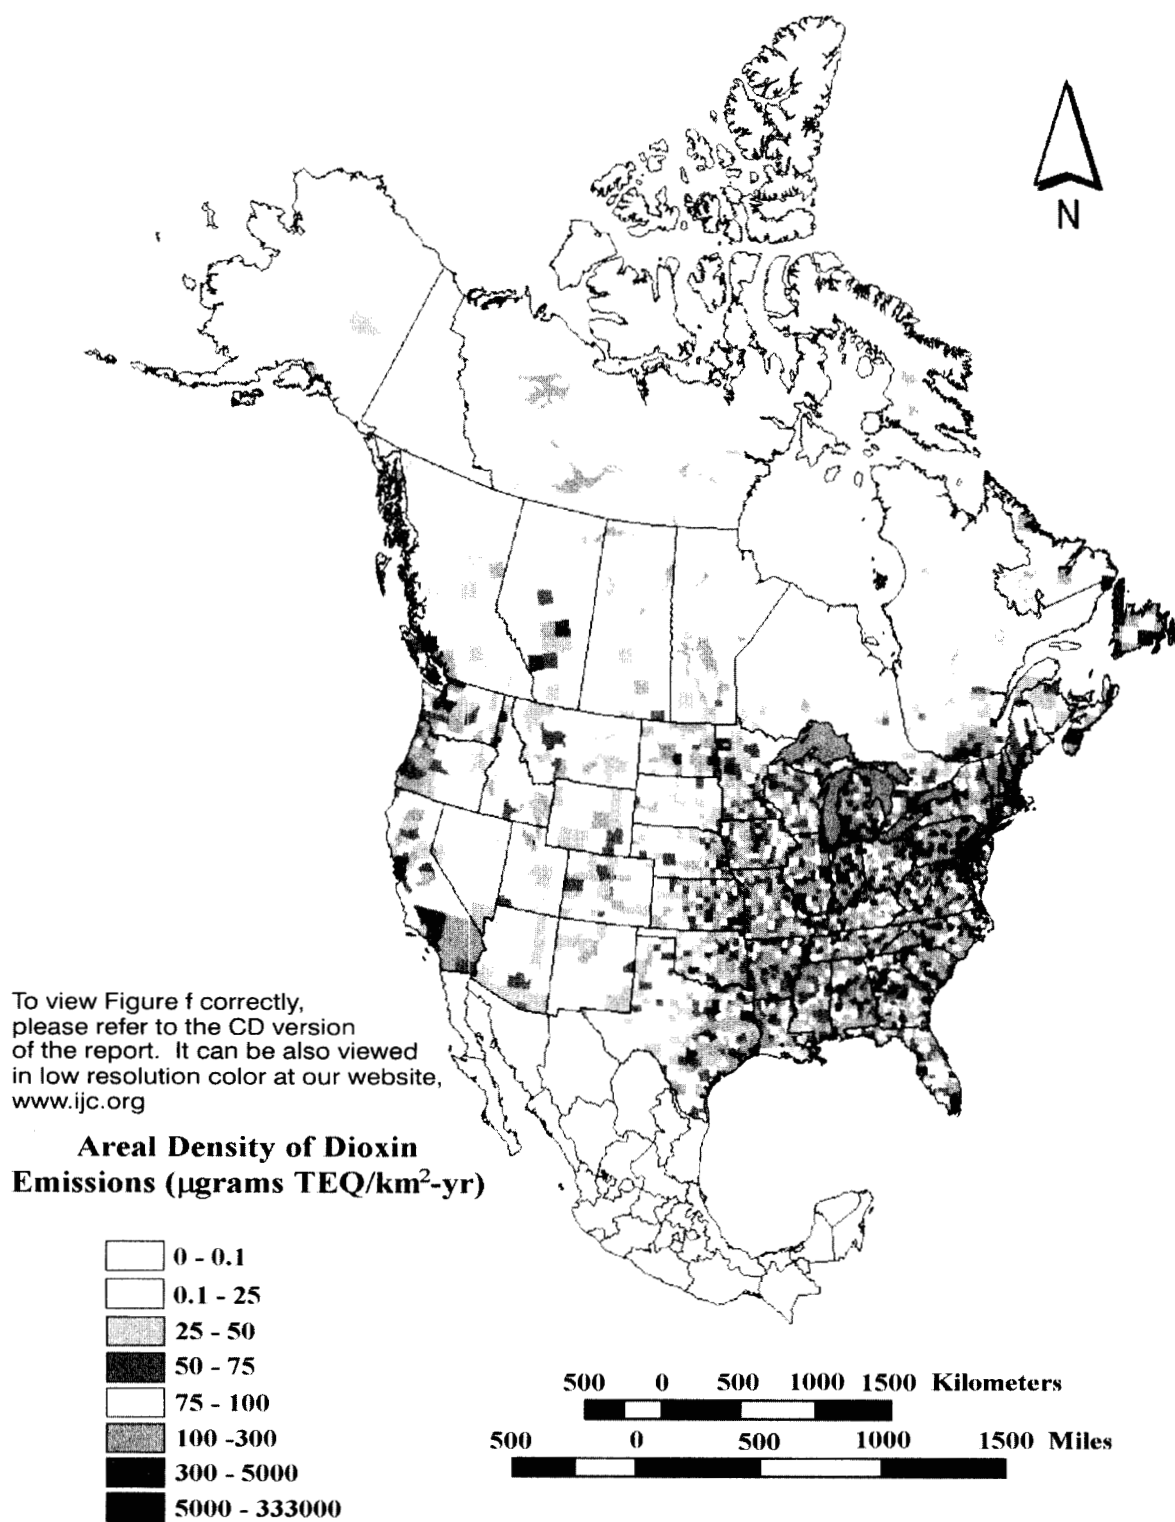 N
To view Figure f correctly,
please refer to the CD version
of the report. It can be also viewed
in low resolution color at our website,
www.ijc.org
Areal Density of Dioxin
Emissions (µgrams TEQ/km²-yr)
0 - 0.1
0.1 - 25
25 - 50
50 - 75
75 - 100
100 -300
300 - 5000
5000 - 333000
500 0 500 1000 1500 Kilometers
500 0 500 1000 1500 Miles